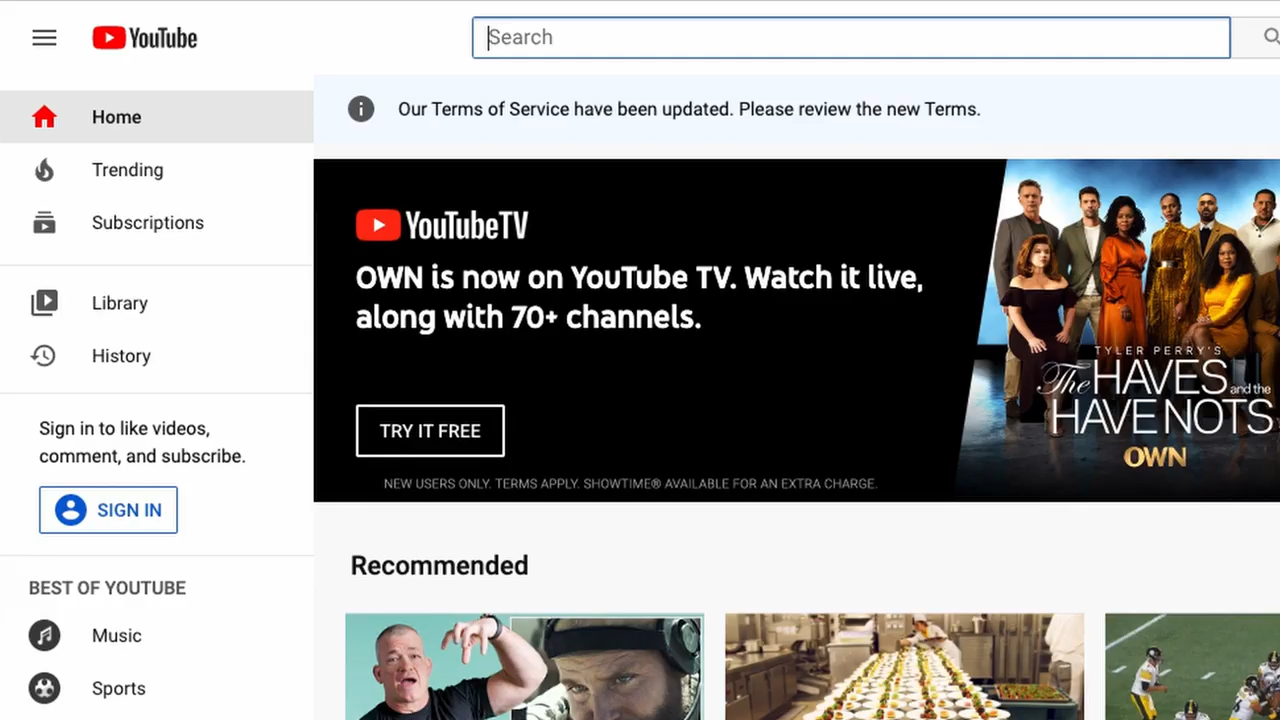 YouTube
Search
Home
Trending
Subscriptions
Library
History
Sign in to like videos,
comment, and subscribe.
SIGN IN
BEST OF YOUTUBE
Music
Sports
Our Terms of Service have been updated. Please review the new Terms.
YouTubeTV
OWN is now on YouTube TV. Watch it live,
along with 70+ channels.
TRY IT FREE
NEW USERS ONLY. TERMS APPLY. SHOWTIME® AVAILABLE FOR AN EXTRA CHARGE.
TYLER PERRY'S
The HAVES and the
HAVE NOTS
OWN
Recommended